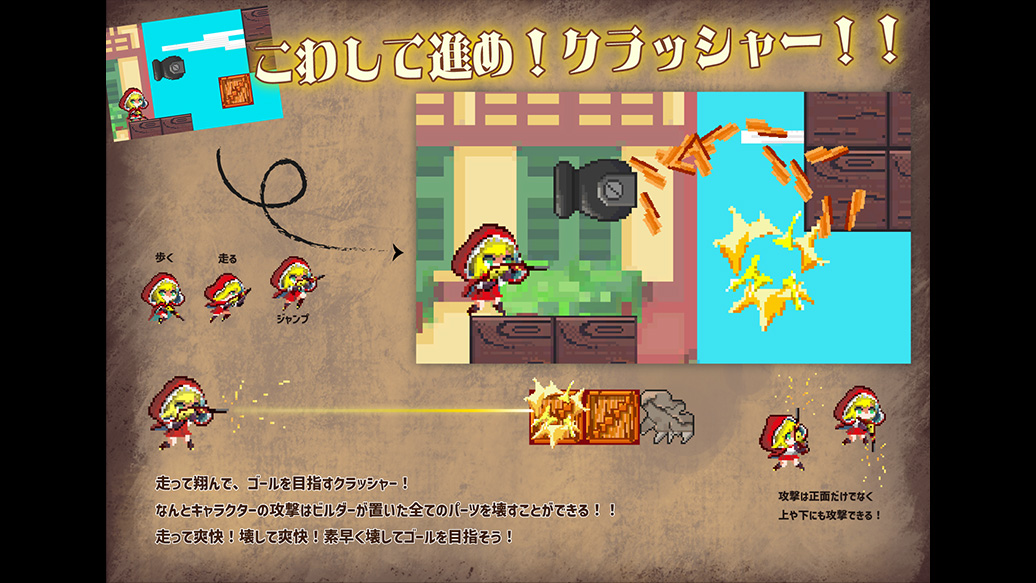 こわして進め！クラッシャー！！
歩く
走る
ジャンプ
走って翔んで、ゴールを目指すクラッシャー！
なんとキャラクターの攻撃はビルダーが置いた全てのパーツを壊すことができる！！
走って爽快！壊して爽快！素早く壊してゴールを目指そう！
攻撃は正面だけでなく
上や下にも攻撃できる！